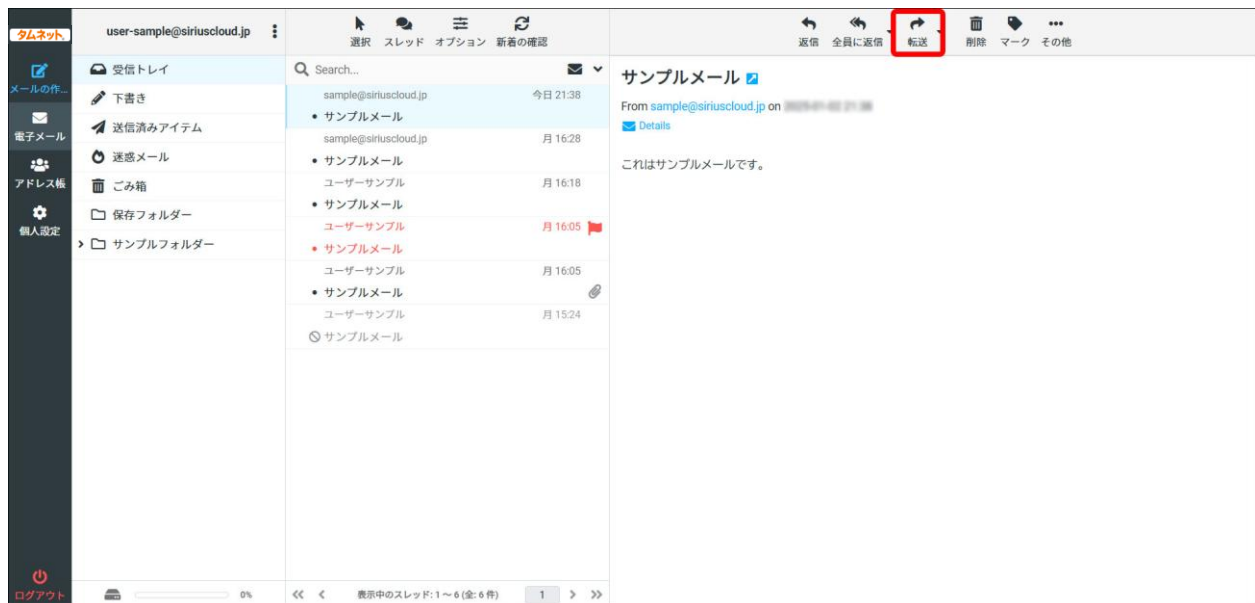 タムネット
メールの作...
電子メール
アドレス帳
個人設定
ログアウト
user-sample@siriuscloud.jp
受信トレイ
下書き
送信済みアイテム
迷惑メール
ごみ箱
保存フォルダー
サンプルフォルダー
0%
選択 スレッド オプション 新着の確認
Search...
sample@siriuscloud.jp 今日 21:38
サンプルメール
sample@siriuscloud.jp 月 16:28
サンプルメール
ユーザーサンプル 月 16:18
サンプルメール
ユーザーサンプル 月 16:05
サンプルメール
ユーザーサンプル 月 16:05
サンプルメール
ユーザーサンプル 月 15:24
サンプルメール
表示中のスレッド: 1 ~ 6 (全: 6 件) 1
返信 全員に返信 転送 削除 マーク その他
サンプルメール
From sample@siriuscloud.jp on
Details
これはサンプルメールです。